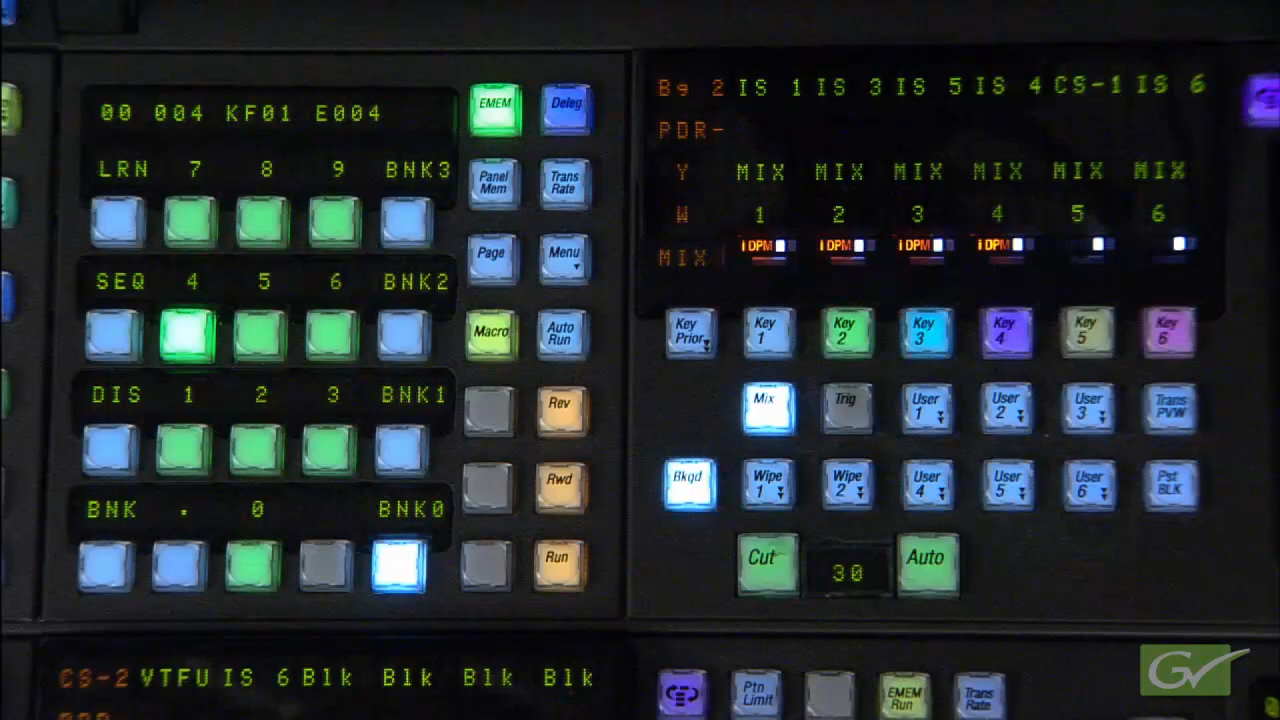 00 004 KF01 E004
EMEM Deleg
LRN 7 8 9 BNK3
Panel Mem Trans Rate
SEQ 4 5 6 BNK2
Page Menu
Macro Auto Run
DIS 1 2 3 BNK1
Rev
Rwd
BNK . 0 BNK0
Run
Bg 2 IS 1 IS 3 IS 5 IS 4 CS-1 IS 6
PDR-
Y MIX MIX MIX MIX MIX MIX
W 1 2 3 4 5 6
MIX iDPM iDPM iDPM iDPM
Key Prior Key 1 Key 2 Key 3 Key 4 Key 5 Key 6
Mix Trig User 1 User 2 User 3 Trans PVW
Bkgd Wipe 1 Wipe 2 User 4 User 5 User 6 Pst BLK
Cut 30 Auto
CS-2 VTFU IS 6 Blk Blk Blk Blk
Ptn Limit EMEM Run Trans Rate
GV